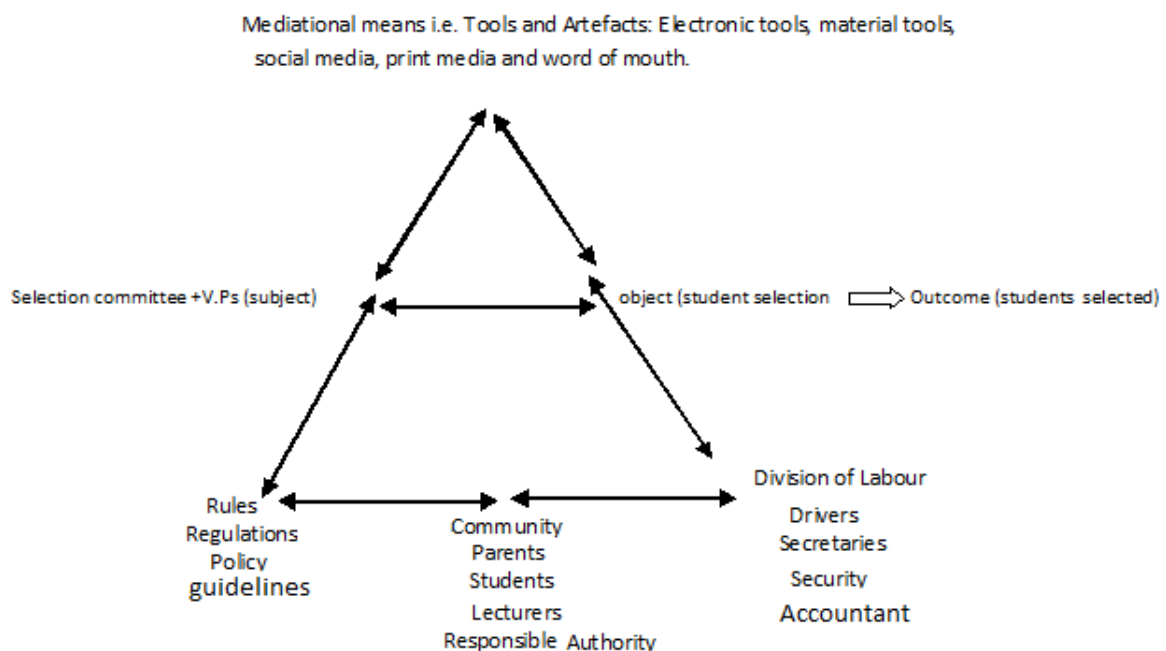 Mediational means i.e. Tools and Artefacts: Electronic tools, material tools,
social media, print media and word of mouth.
Selection committee +V.Ps (subject)
object (student selection
Outcome (students selected)
Rules
Regulations
Policy
guidelines
Community
Parents
Students
Lecturers
Responsible Authority
Division of Labour
Drivers
Secretaries
Security
Accountant